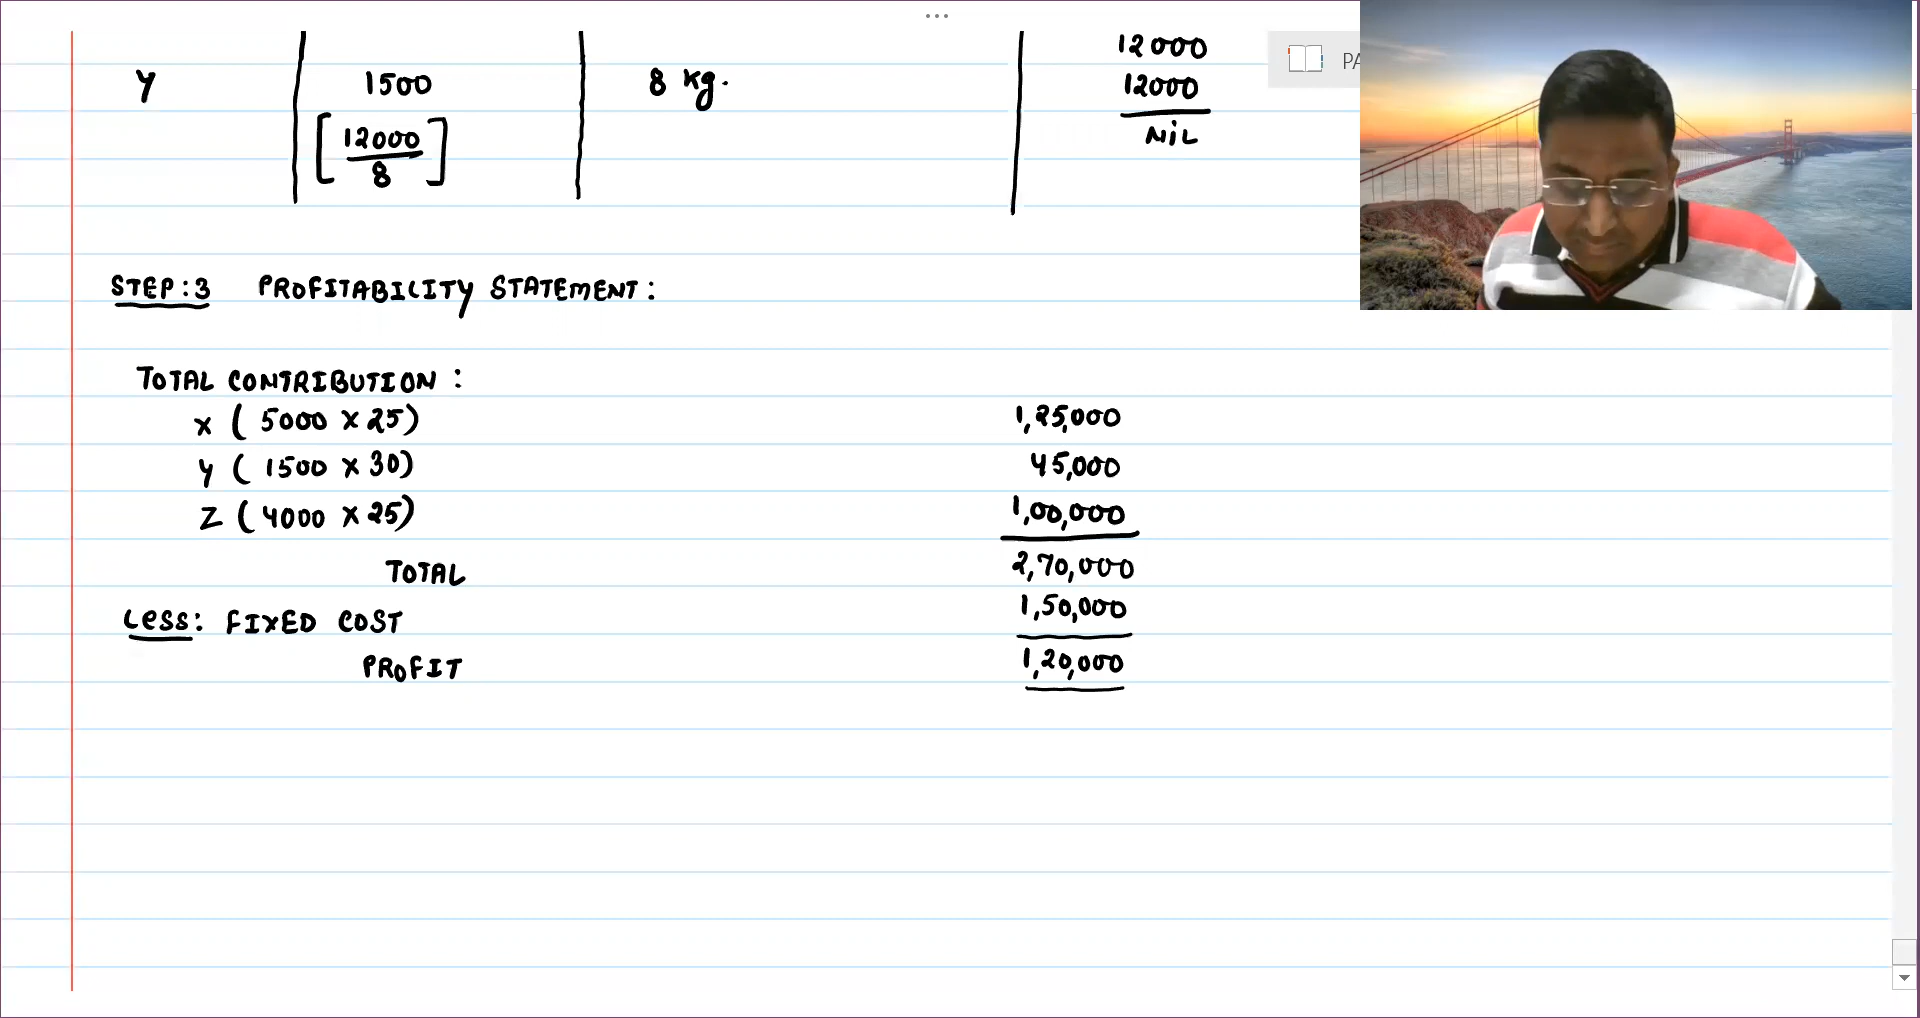 12000
Y 1500 8 kg. 12000
[12000/8] NIL
PA
STEP:3 PROFITABILITY STATEMENT:
TOTAL CONTRIBUTION:
X (5000 X 25) 1,25,000
Y (1500 X 30) 45,000
Z (4000 X 25) 1,00,000
TOTAL 2,70,000
LESS: FIXED COST 1,50,000
PROFIT 1,20,000